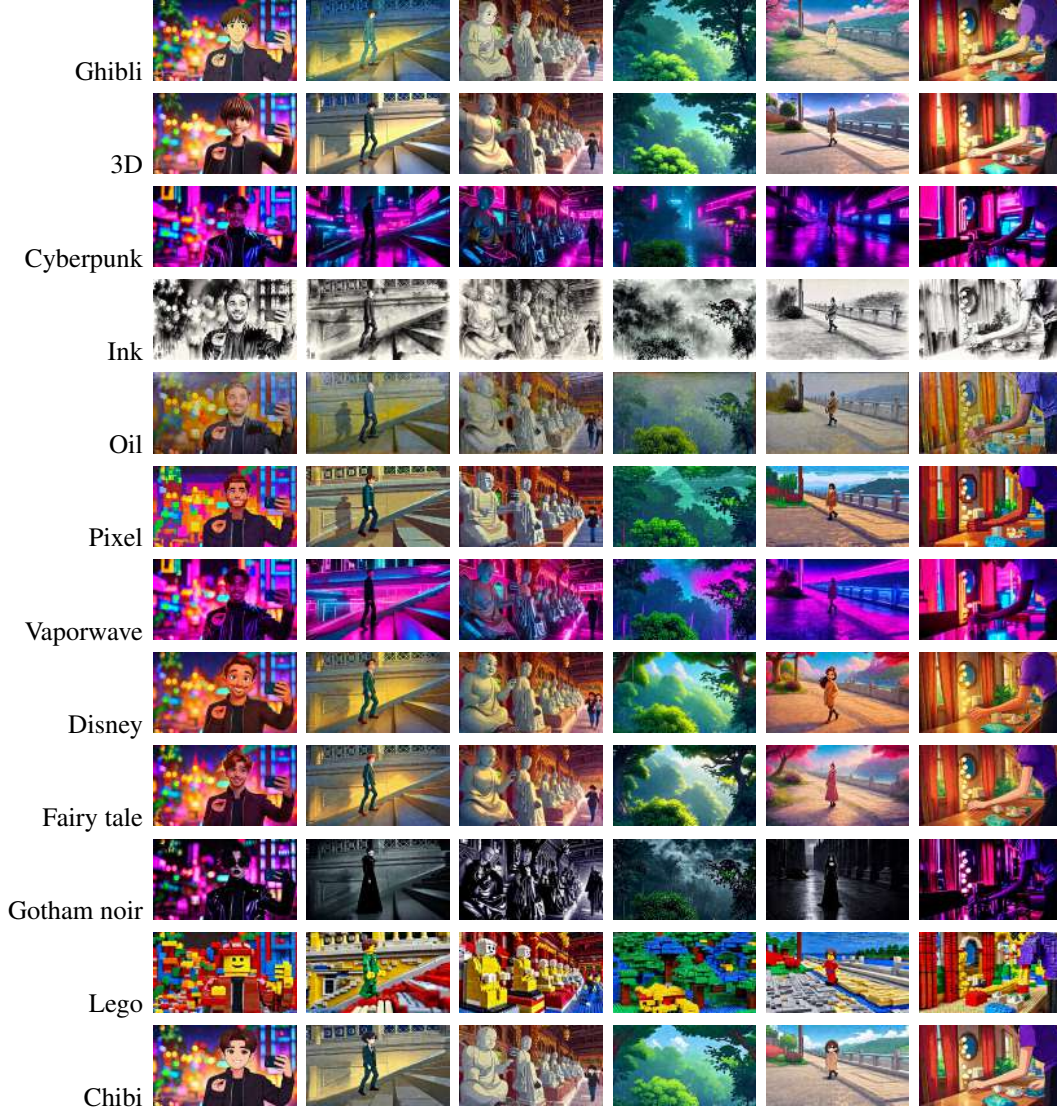 Ghibli
3D
Cyberpunk
Ink
Oil
Pixel
Vaporwave
Disney
Fairy tale
Gotham noir
Lego
Chibi